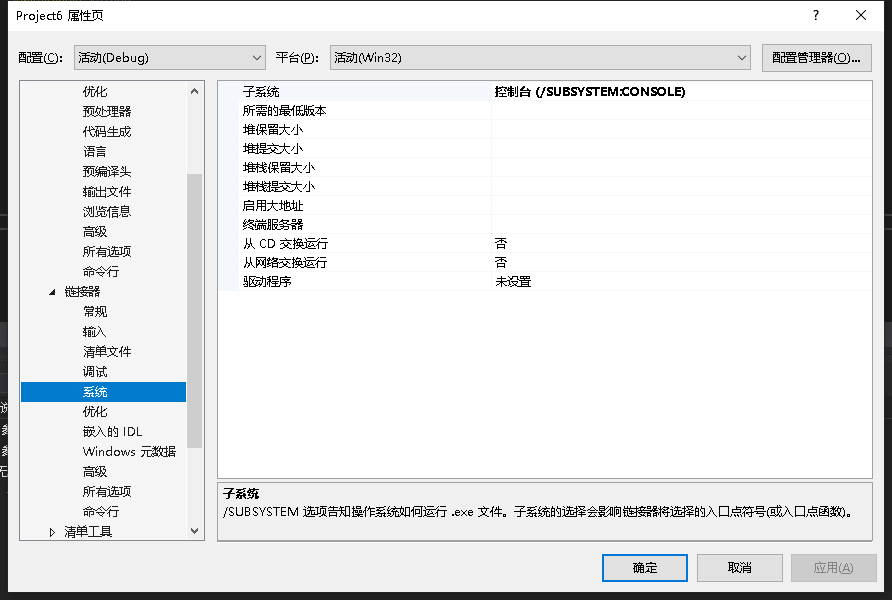 Project6 属性页
?
配置(C):
活动(Debug)
平台(P):
活动(Win32)
配置管理器(O)...
优化
预处理器
代码生成
语言
预编译头
输出文件
浏览信息
高级
所有选项
命令行
链接器
常规
输入
清单文件
调试
系统
优化
嵌入的 IDL
Windows 元数据
高级
所有选项
命令行
清单工具
子系统 控制台 (/SUBSYSTEM:CONSOLE)
所需的最低版本
堆保留大小
堆提交大小
堆栈保留大小
堆栈提交大小
启用大地址
终端服务器
从 CD 交换运行 否
从网络交换运行 否
驱动程序 未设置
子系统
/SUBSYSTEM 选项告知操作系统如何运行 .exe 文件。子系统的选择会影响链接器将选择的入口点符号(或入口点函数)。
确定
取消
应用(A)